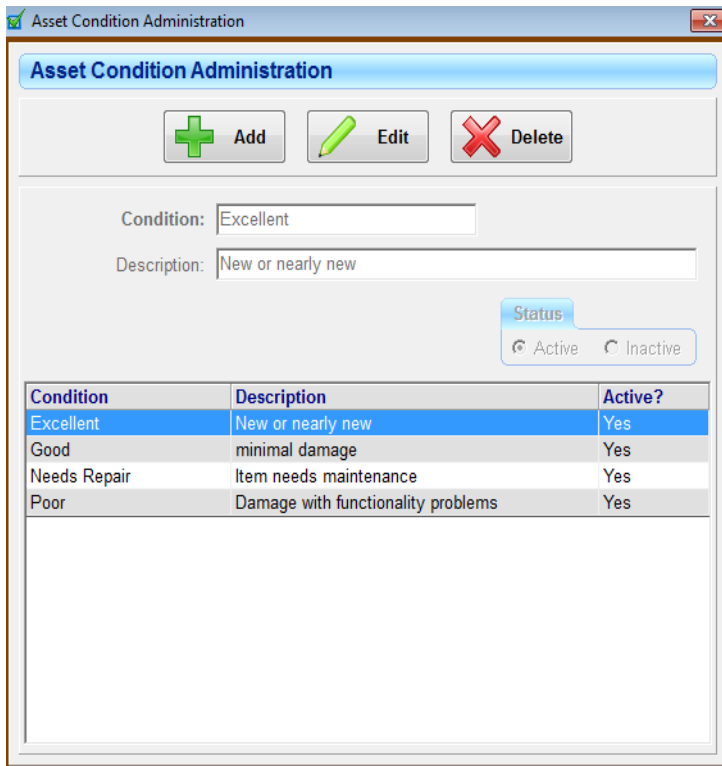 Asset Condition Administration
Asset Condition Administration
Add Edit Delete
Condition: Excellent
Description: New or nearly new
Status
Active Inactive
Condition Description Active?
Excellent New or nearly new Yes
Good minimal damage Yes
Needs Repair Item needs maintenance Yes
Poor Damage with functionality problems Yes